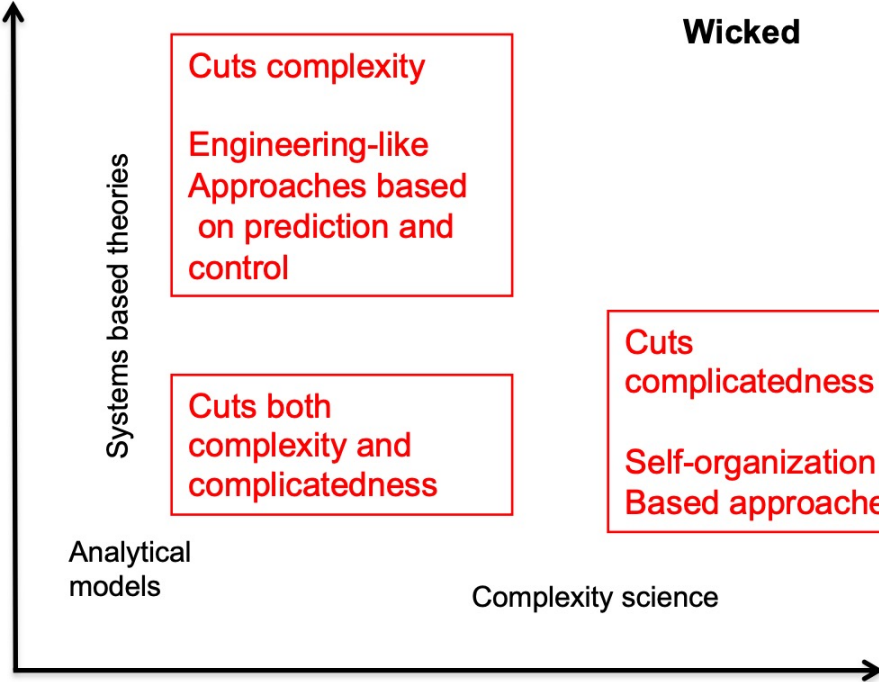 Wicked
Cuts complexity
Engineering-like
Approaches based
on prediction and
control
Systems based theories
Cuts
complicatedness
Self-organization
Based approache
Cuts both
complexity and
complicatedness
Analytical
models
Complexity science